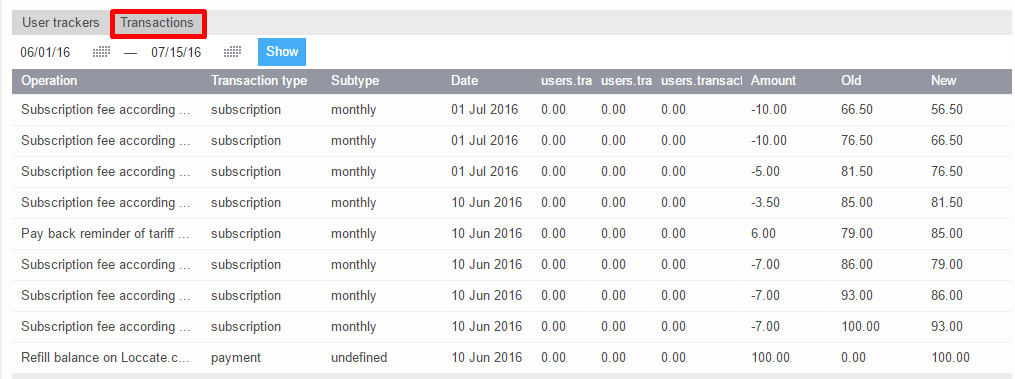 User trackers Transactions
06/01/16 — 07/15/16 Show
Operation Transaction type Subtype Date users.tra users.tra users.transact Amount Old New
Subscription fee according ... subscription monthly 01 Jul 2016 0.00 0.00 0.00 -10.00 66.50 56.50
Subscription fee according ... subscription monthly 01 Jul 2016 0.00 0.00 0.00 -10.00 76.50 66.50
Subscription fee according ... subscription monthly 01 Jul 2016 0.00 0.00 0.00 -5.00 81.50 76.50
Subscription fee according ... subscription monthly 10 Jun 2016 0.00 0.00 0.00 -3.50 85.00 81.50
Pay back reminder of tariff ... subscription monthly 10 Jun 2016 0.00 0.00 0.00 6.00 79.00 85.00
Subscription fee according ... subscription monthly 10 Jun 2016 0.00 0.00 0.00 -7.00 86.00 79.00
Subscription fee according ... subscription monthly 10 Jun 2016 0.00 0.00 0.00 -7.00 93.00 86.00
Subscription fee according ... subscription monthly 10 Jun 2016 0.00 0.00 0.00 -7.00 100.00 93.00
Refill balance on Loccate.c... payment undefined 10 Jun 2016 0.00 0.00 0.00 100.00 0.00 100.00